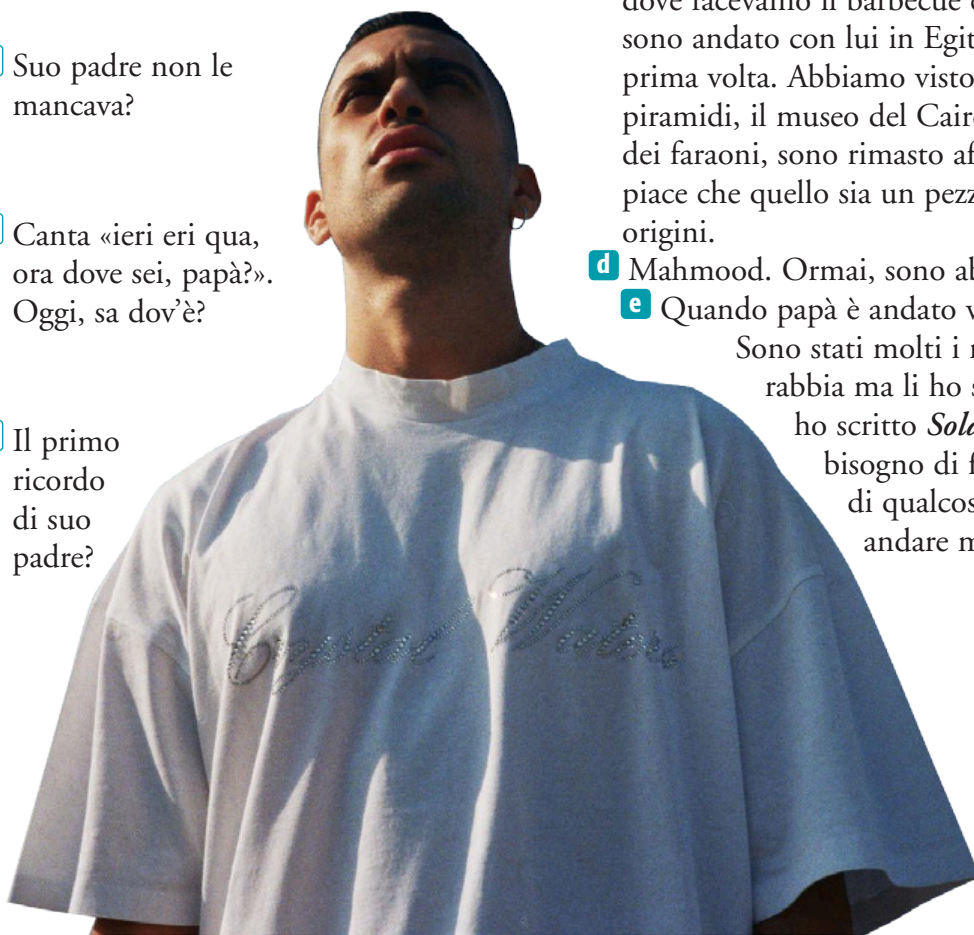 Suo padre non le
mancava?
Canta «ieri eri qua,
ora dove sei, papà?».
Oggi, sa dov'è?
Il primo
ricordo
di suo
padre?
dove facevamo il barbecue
sono andato con lui in
prima volta. Abbiamo visto
piramidi, il museo del
dei faraoni, sono rimasto
piace che quello sia un
origini.
d Mahmood. Ormai, sono
e Quando papà è andato
Sono stati molti i
rabbia ma li ho
ho scritto
bisogno di
di
andare